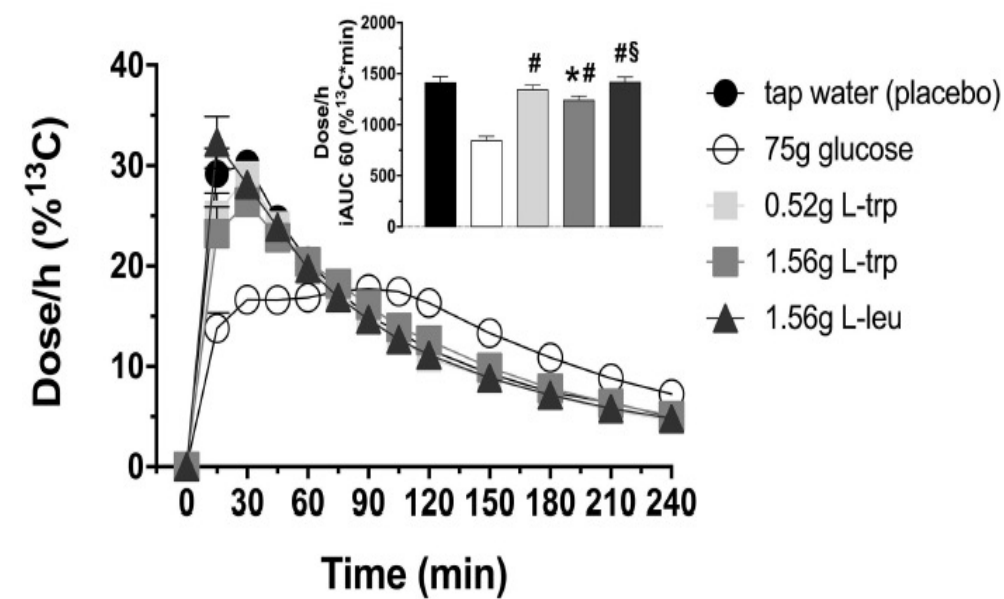 2000
1500
1000
500
0
Dose/h
iAUC 60 (%¹³C*min)
#
*#
#§
40
30
20
10
0
Dose/h (%¹³C)
0 30 60 90 120 150 180 210 240
Time (min)
tap water (placebo)
75g glucose
0.52g L-trp
1.56g L-trp
1.56g L-leu